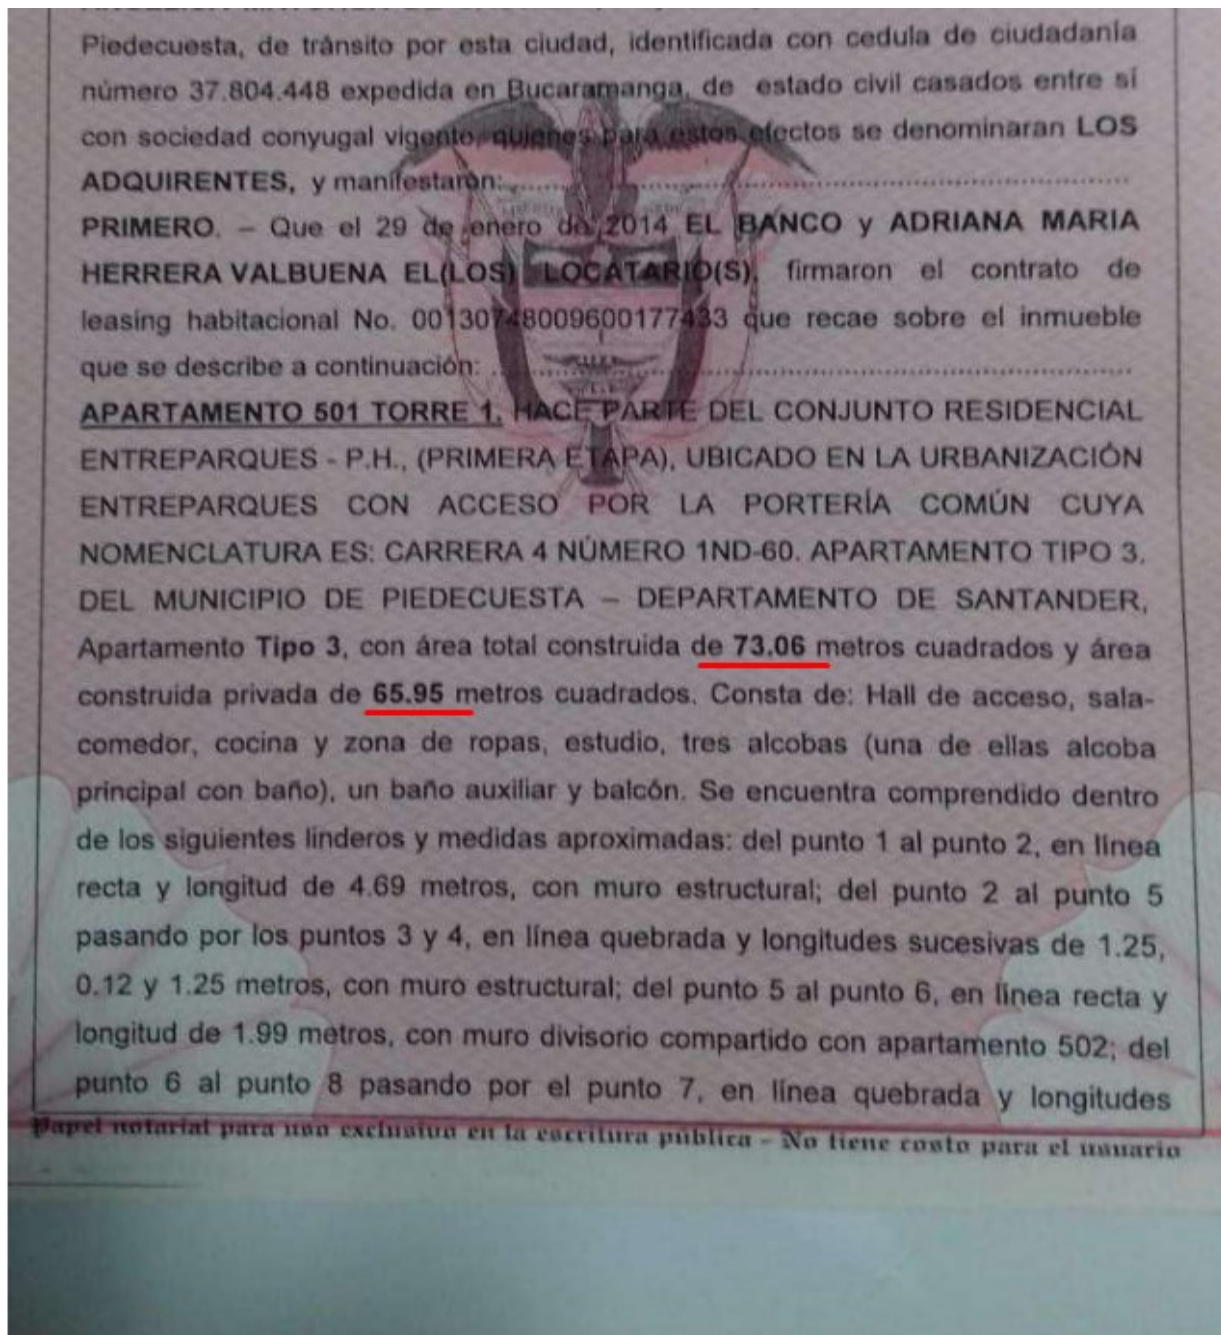 Piedecuesta, de tránsito por esta ciudad, identificada con cedula de ciudadanía
número 37.804.448 expedida en Bucaramanga, de estado civil casados entre sí
con sociedad conyugal vigente, quienes para estos efectos se denominaran LOS
ADQUIRENTES, y manifestaron:
PRIMERO. – Que el 29 de enero de 2014 EL BANCO y ADRIANA MARIA
HERRERA VALBUENA EL(LOS) LOCATARIO(S), firmaron el contrato de
leasing habitacional No. 00130748009600177433 que recae sobre el inmueble
que se describe a continuación:
APARTAMENTO 501 TORRE 1. HACE PARTE DEL CONJUNTO RESIDENCIAL
ENTREPARQUES - P.H., (PRIMERA ETAPA), UBICADO EN LA URBANIZACIÓN
ENTREPARQUES CON ACCESO POR LA PORTERÍA COMÚN CUYA
NOMENCLATURA ES: CARRERA 4 NÚMERO 1ND-60. APARTAMENTO TIPO 3.
DEL MUNICIPIO DE PIEDECUESTA – DEPARTAMENTO DE SANTANDER,
Apartamento Tipo 3, con área total construida de 73.06 metros cuadrados y área
construida privada de 65.95 metros cuadrados. Consta de: Hall de acceso, sala-
comedor, cocina y zona de ropas, estudio, tres alcobas (una de ellas alcoba
principal con baño), un baño auxiliar y balcón. Se encuentra comprendido dentro
de los siguientes linderos y medidas aproximadas: del punto 1 al punto 2, en línea
recta y longitud de 4.69 metros, con muro estructural; del punto 2 al punto 5
pasando por los puntos 3 y 4, en línea quebrada y longitudes sucesivas de 1.25,
0.12 y 1.25 metros, con muro estructural; del punto 5 al punto 6, en línea recta y
longitud de 1.99 metros, con muro divisorio compartido con apartamento 502; del
punto 6 al punto 8 pasando por el punto 7, en línea quebrada y longitudes
Papel notarial para uso exclusivo en la escritura pública - No tiene costo para el usuario